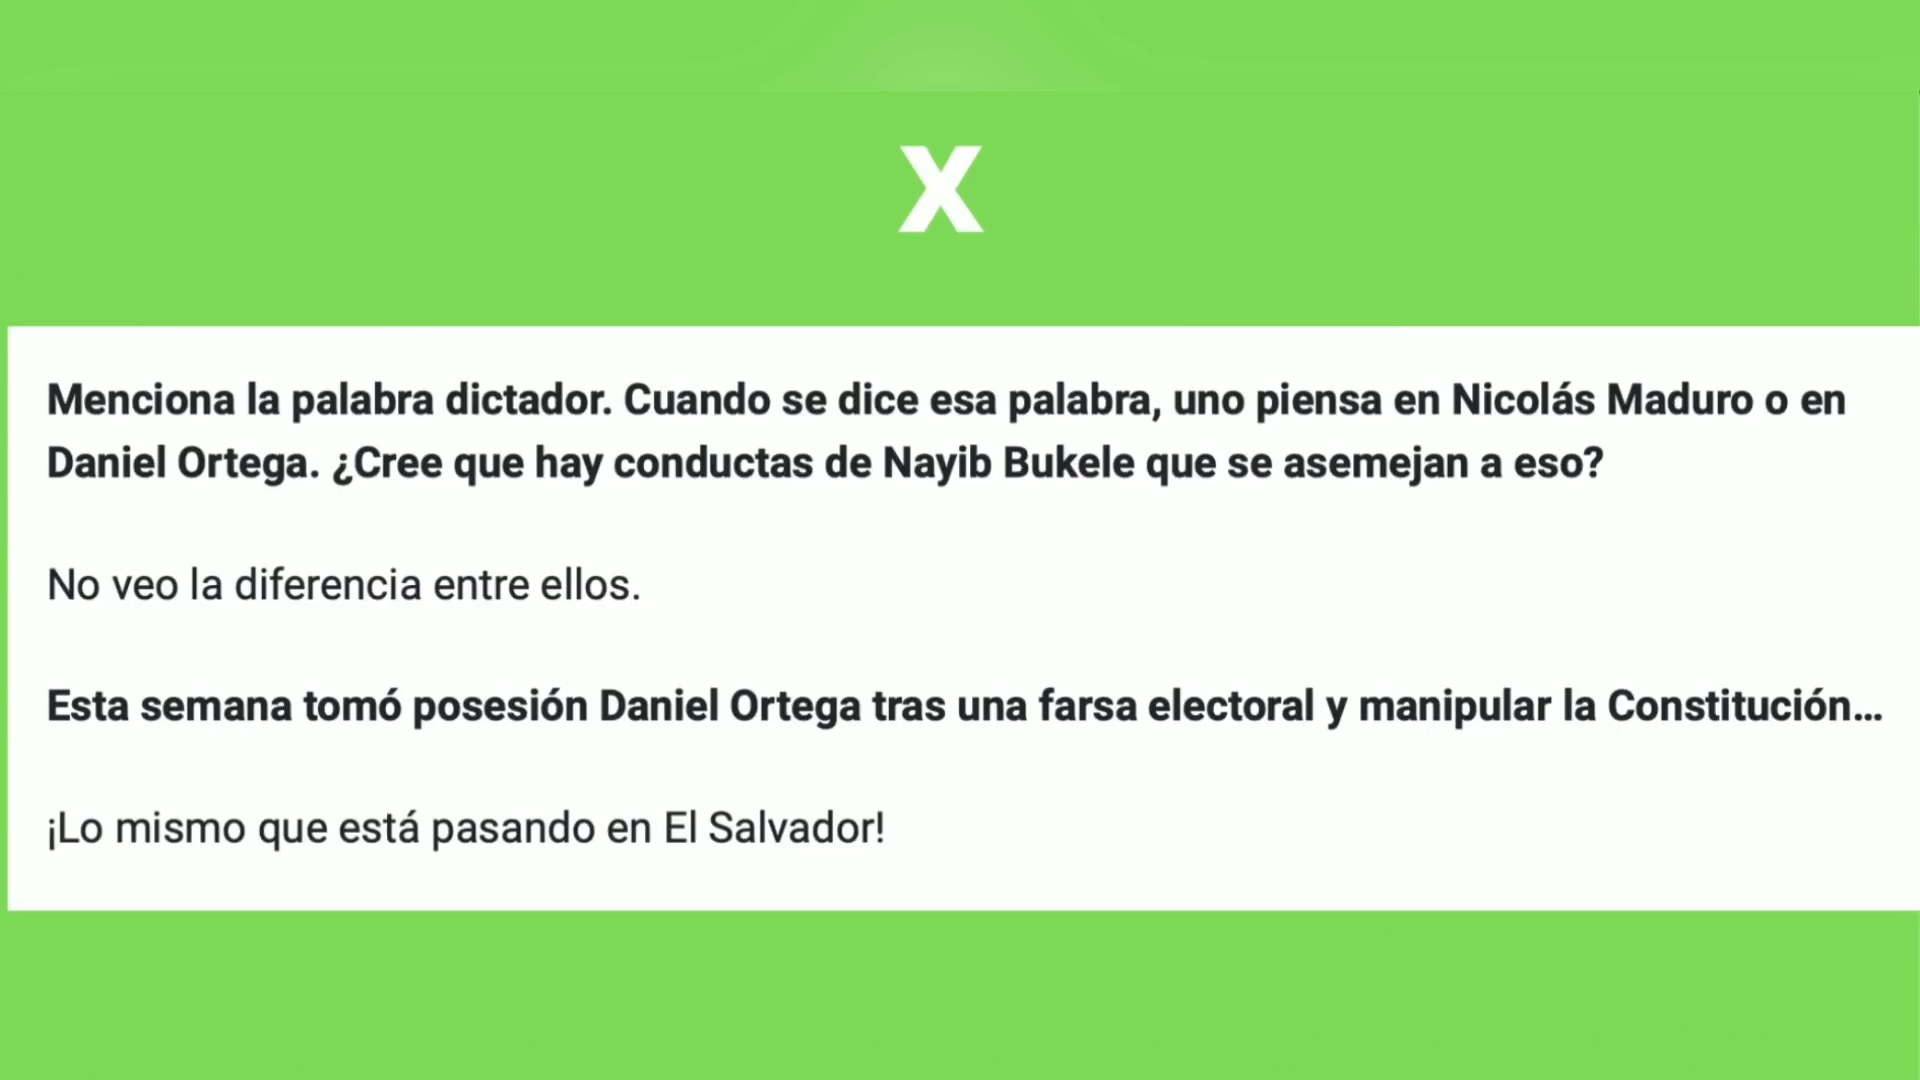 X
Menciona la palabra dictador. Cuando se dice esa palabra, uno piensa en Nicolás Maduro o en
Daniel Ortega. ¿Cree que hay conductas de Nayib Bukele que se asemejan a eso?
No veo la diferencia entre ellos.
Esta semana tomó posesión Daniel Ortega tras una farsa electoral y manipular la Constitución...
¡Lo mismo que está pasando en El Salvador!